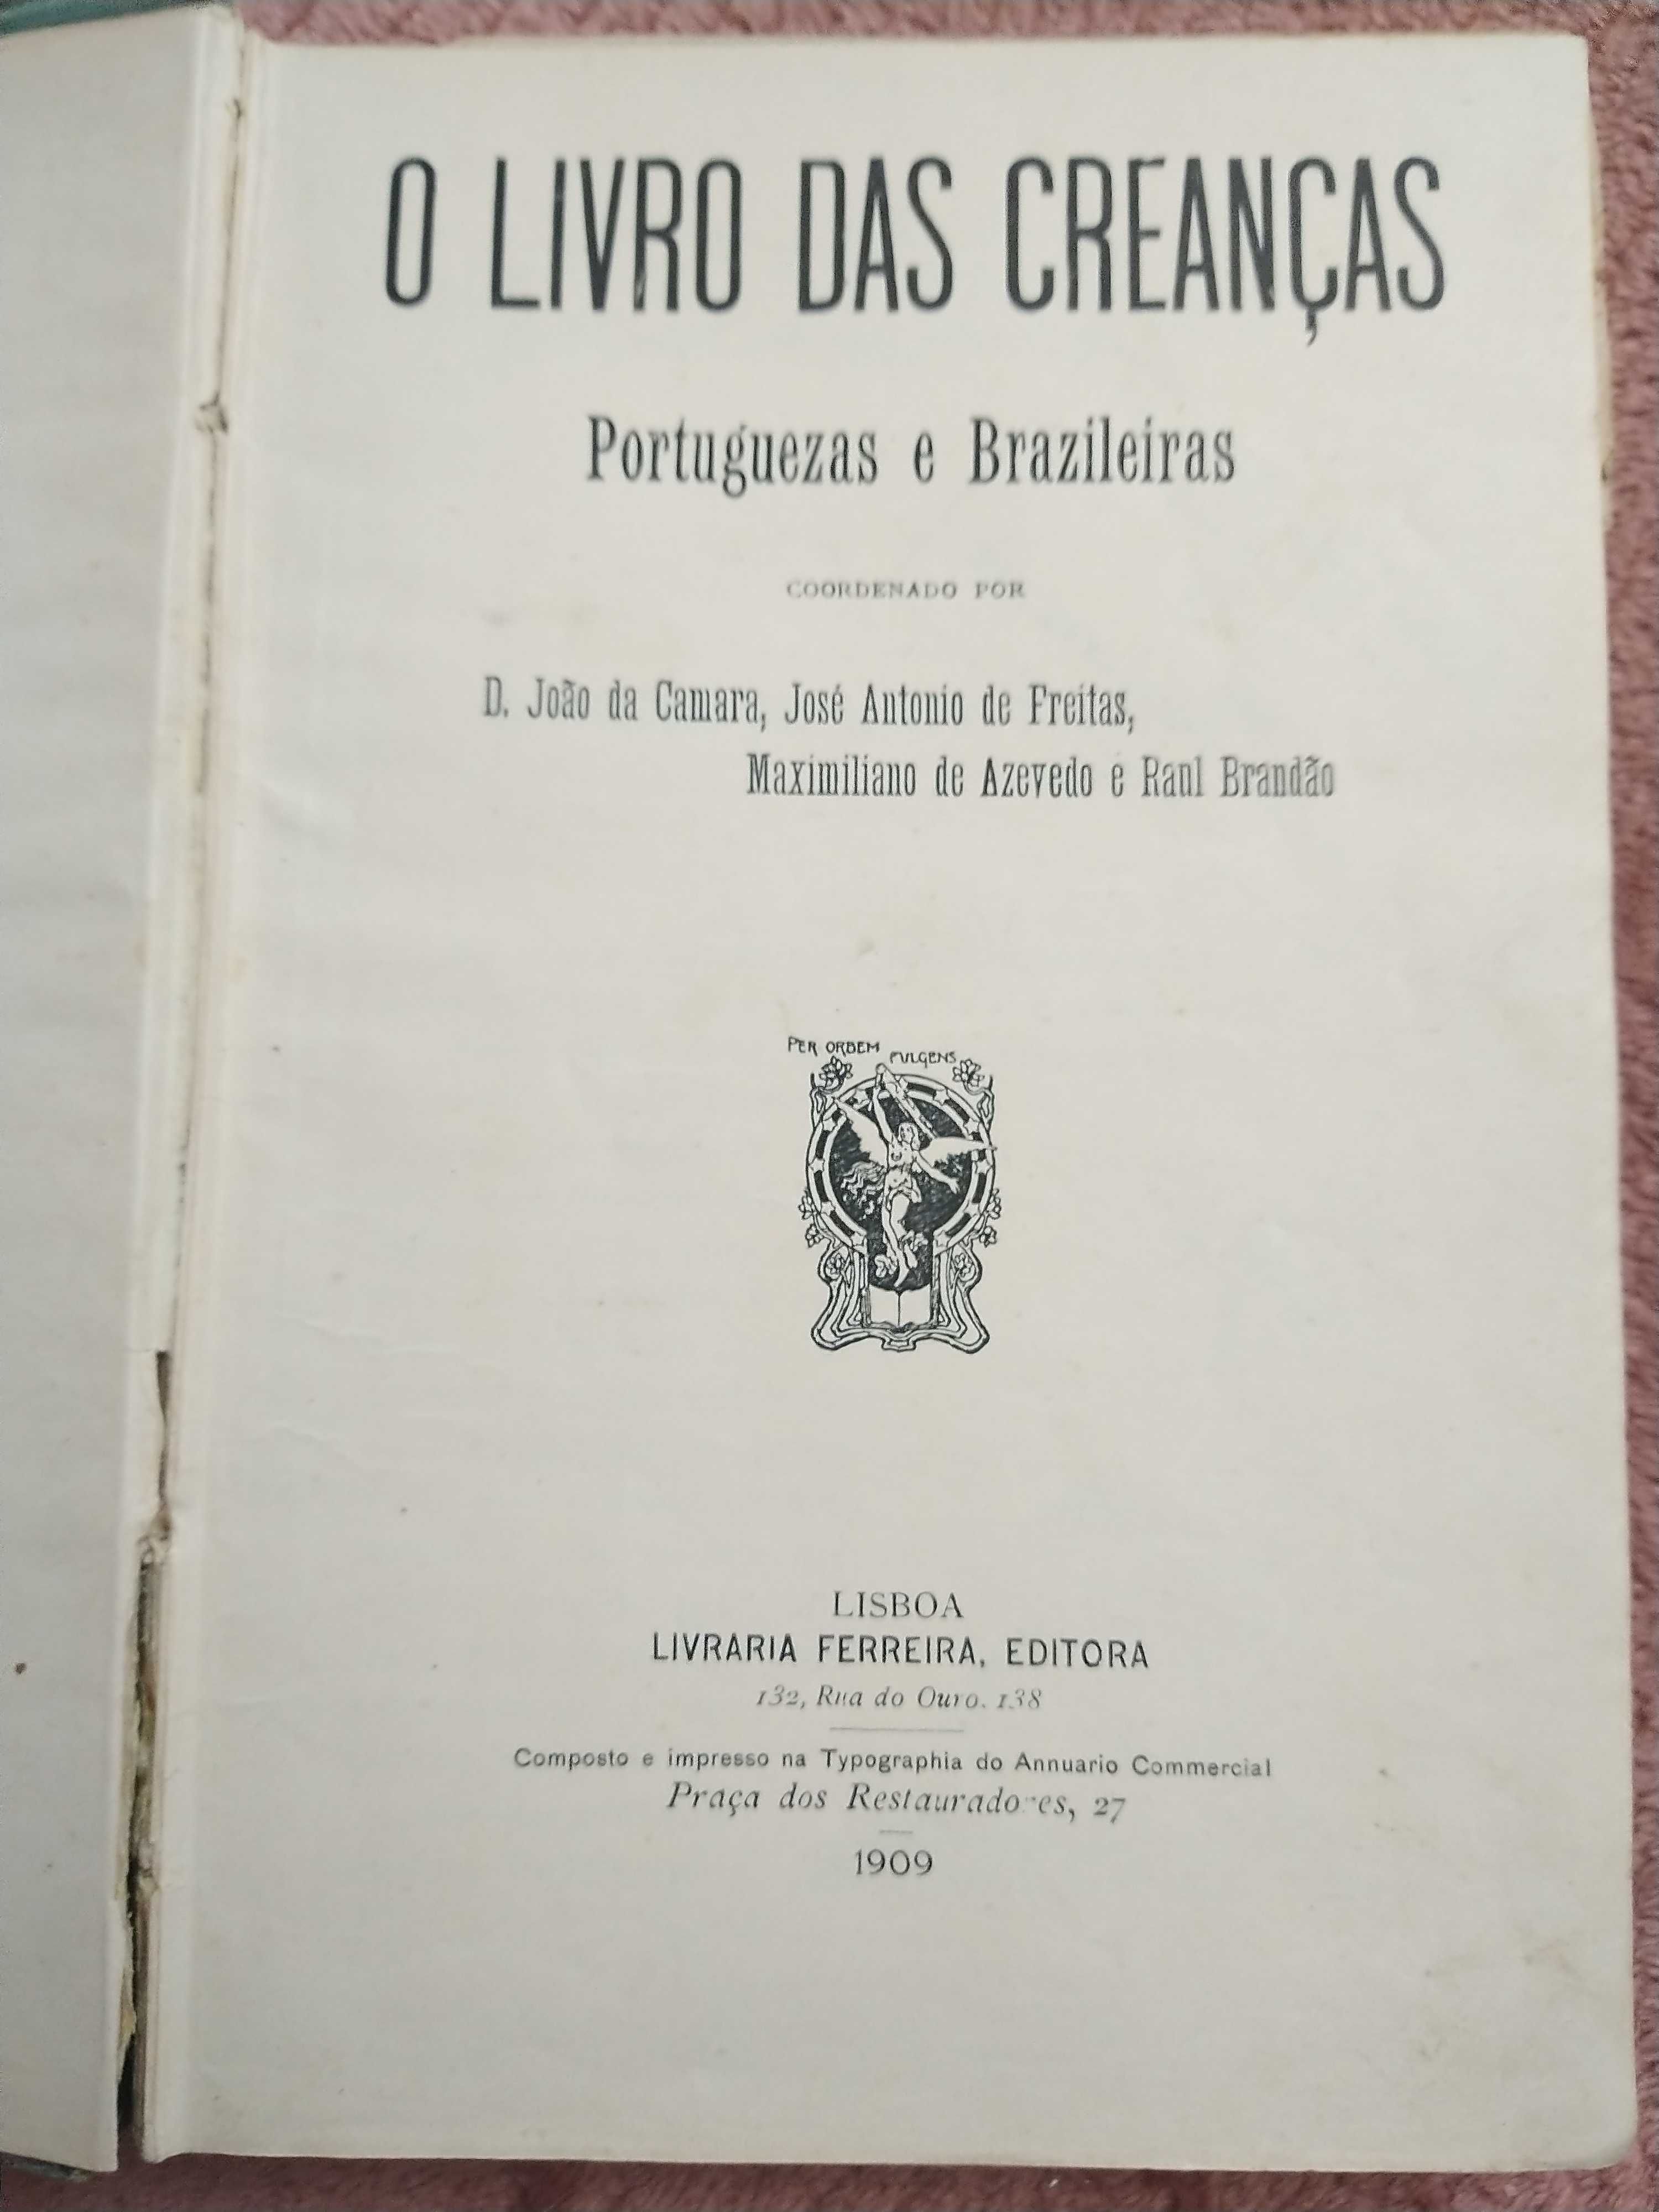 O LIVRO DAS CREANÇAS
Portuguezas e Brazileiras
COORDENADO POR
D. João da Camara, José Antonio de Freitas,
Maximiliano de Azevedo e Raul Brandão
PER ORBEM FULGENS
LISBOA
LIVRARIA FERREIRA, EDITORA
132, Rua do Ouro. 138
Composto e impresso na Typographia do Annuario Commercial
Praça dos Restauradores, 27
1909